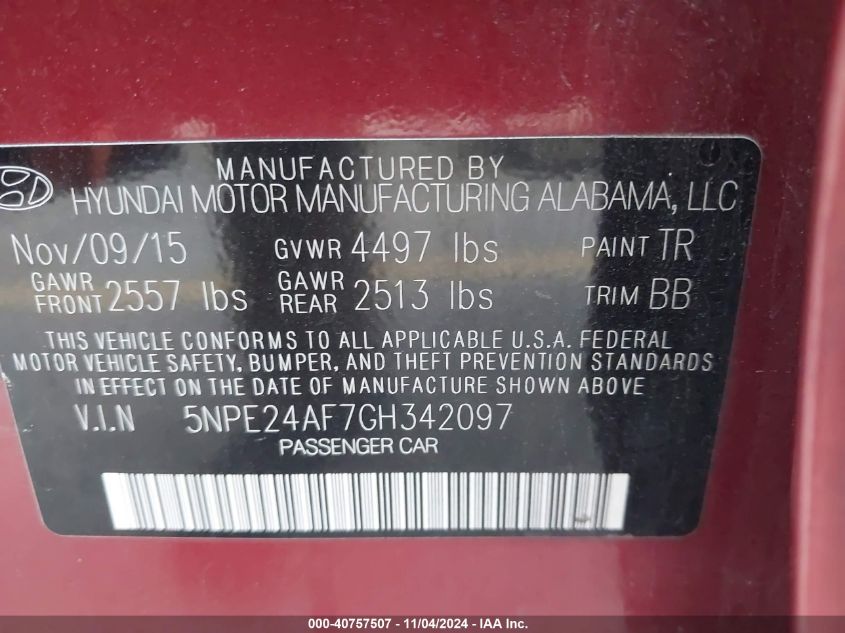 MANUFACTURED BY
HYUNDAI MOTOR MANUFACTURING ALABAMA, LLC
Nov/09/15 GVWR 4497 lbs PAINT TR
GAWR FRONT 2557 lbs GAWR REAR 2513 lbs TRIM BB
THIS VEHICLE CONFORMS TO ALL APPLICABLE U.S.A. FEDERAL
MOTOR VEHICLE SAFETY, BUMPER, AND THEFT PREVENTION STANDARDS
IN EFFECT ON THE DATE OF MANUFACTURE SHOWN ABOVE.
V.I.N 5NPE24AF7GH342097
PASSENGER CAR
000-40757507 - 11/04/2024 - IAA Inc.